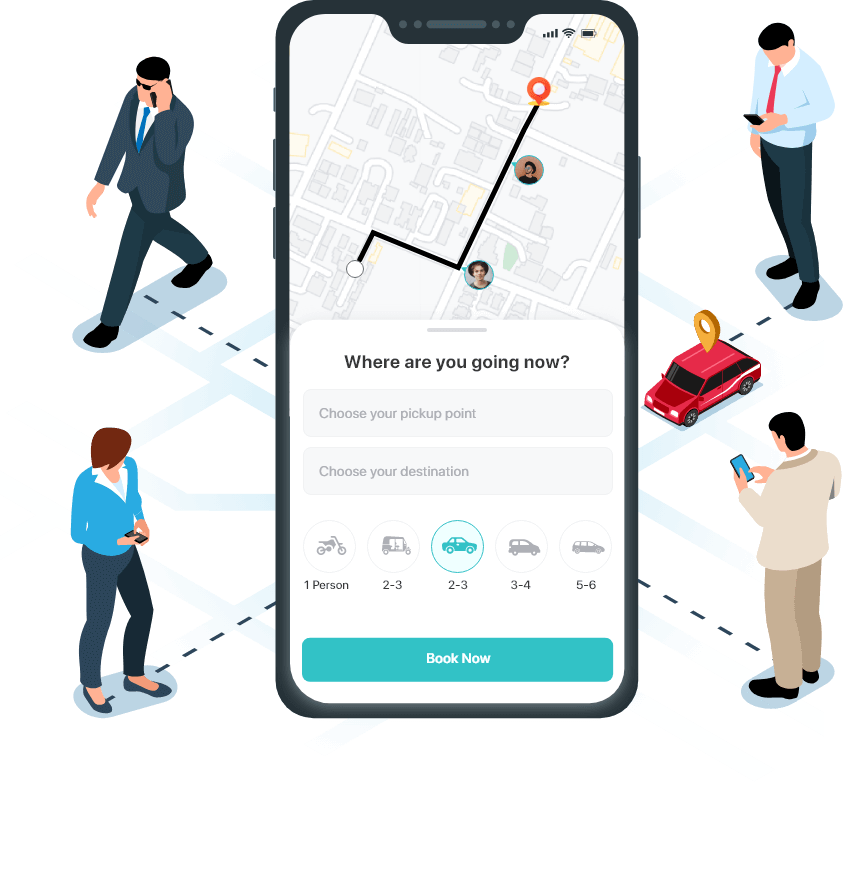 Where are you going now?
Choose your pickup point
Choose your destination
1 Person 2-3 2-3 3-4 5-6
Book Now